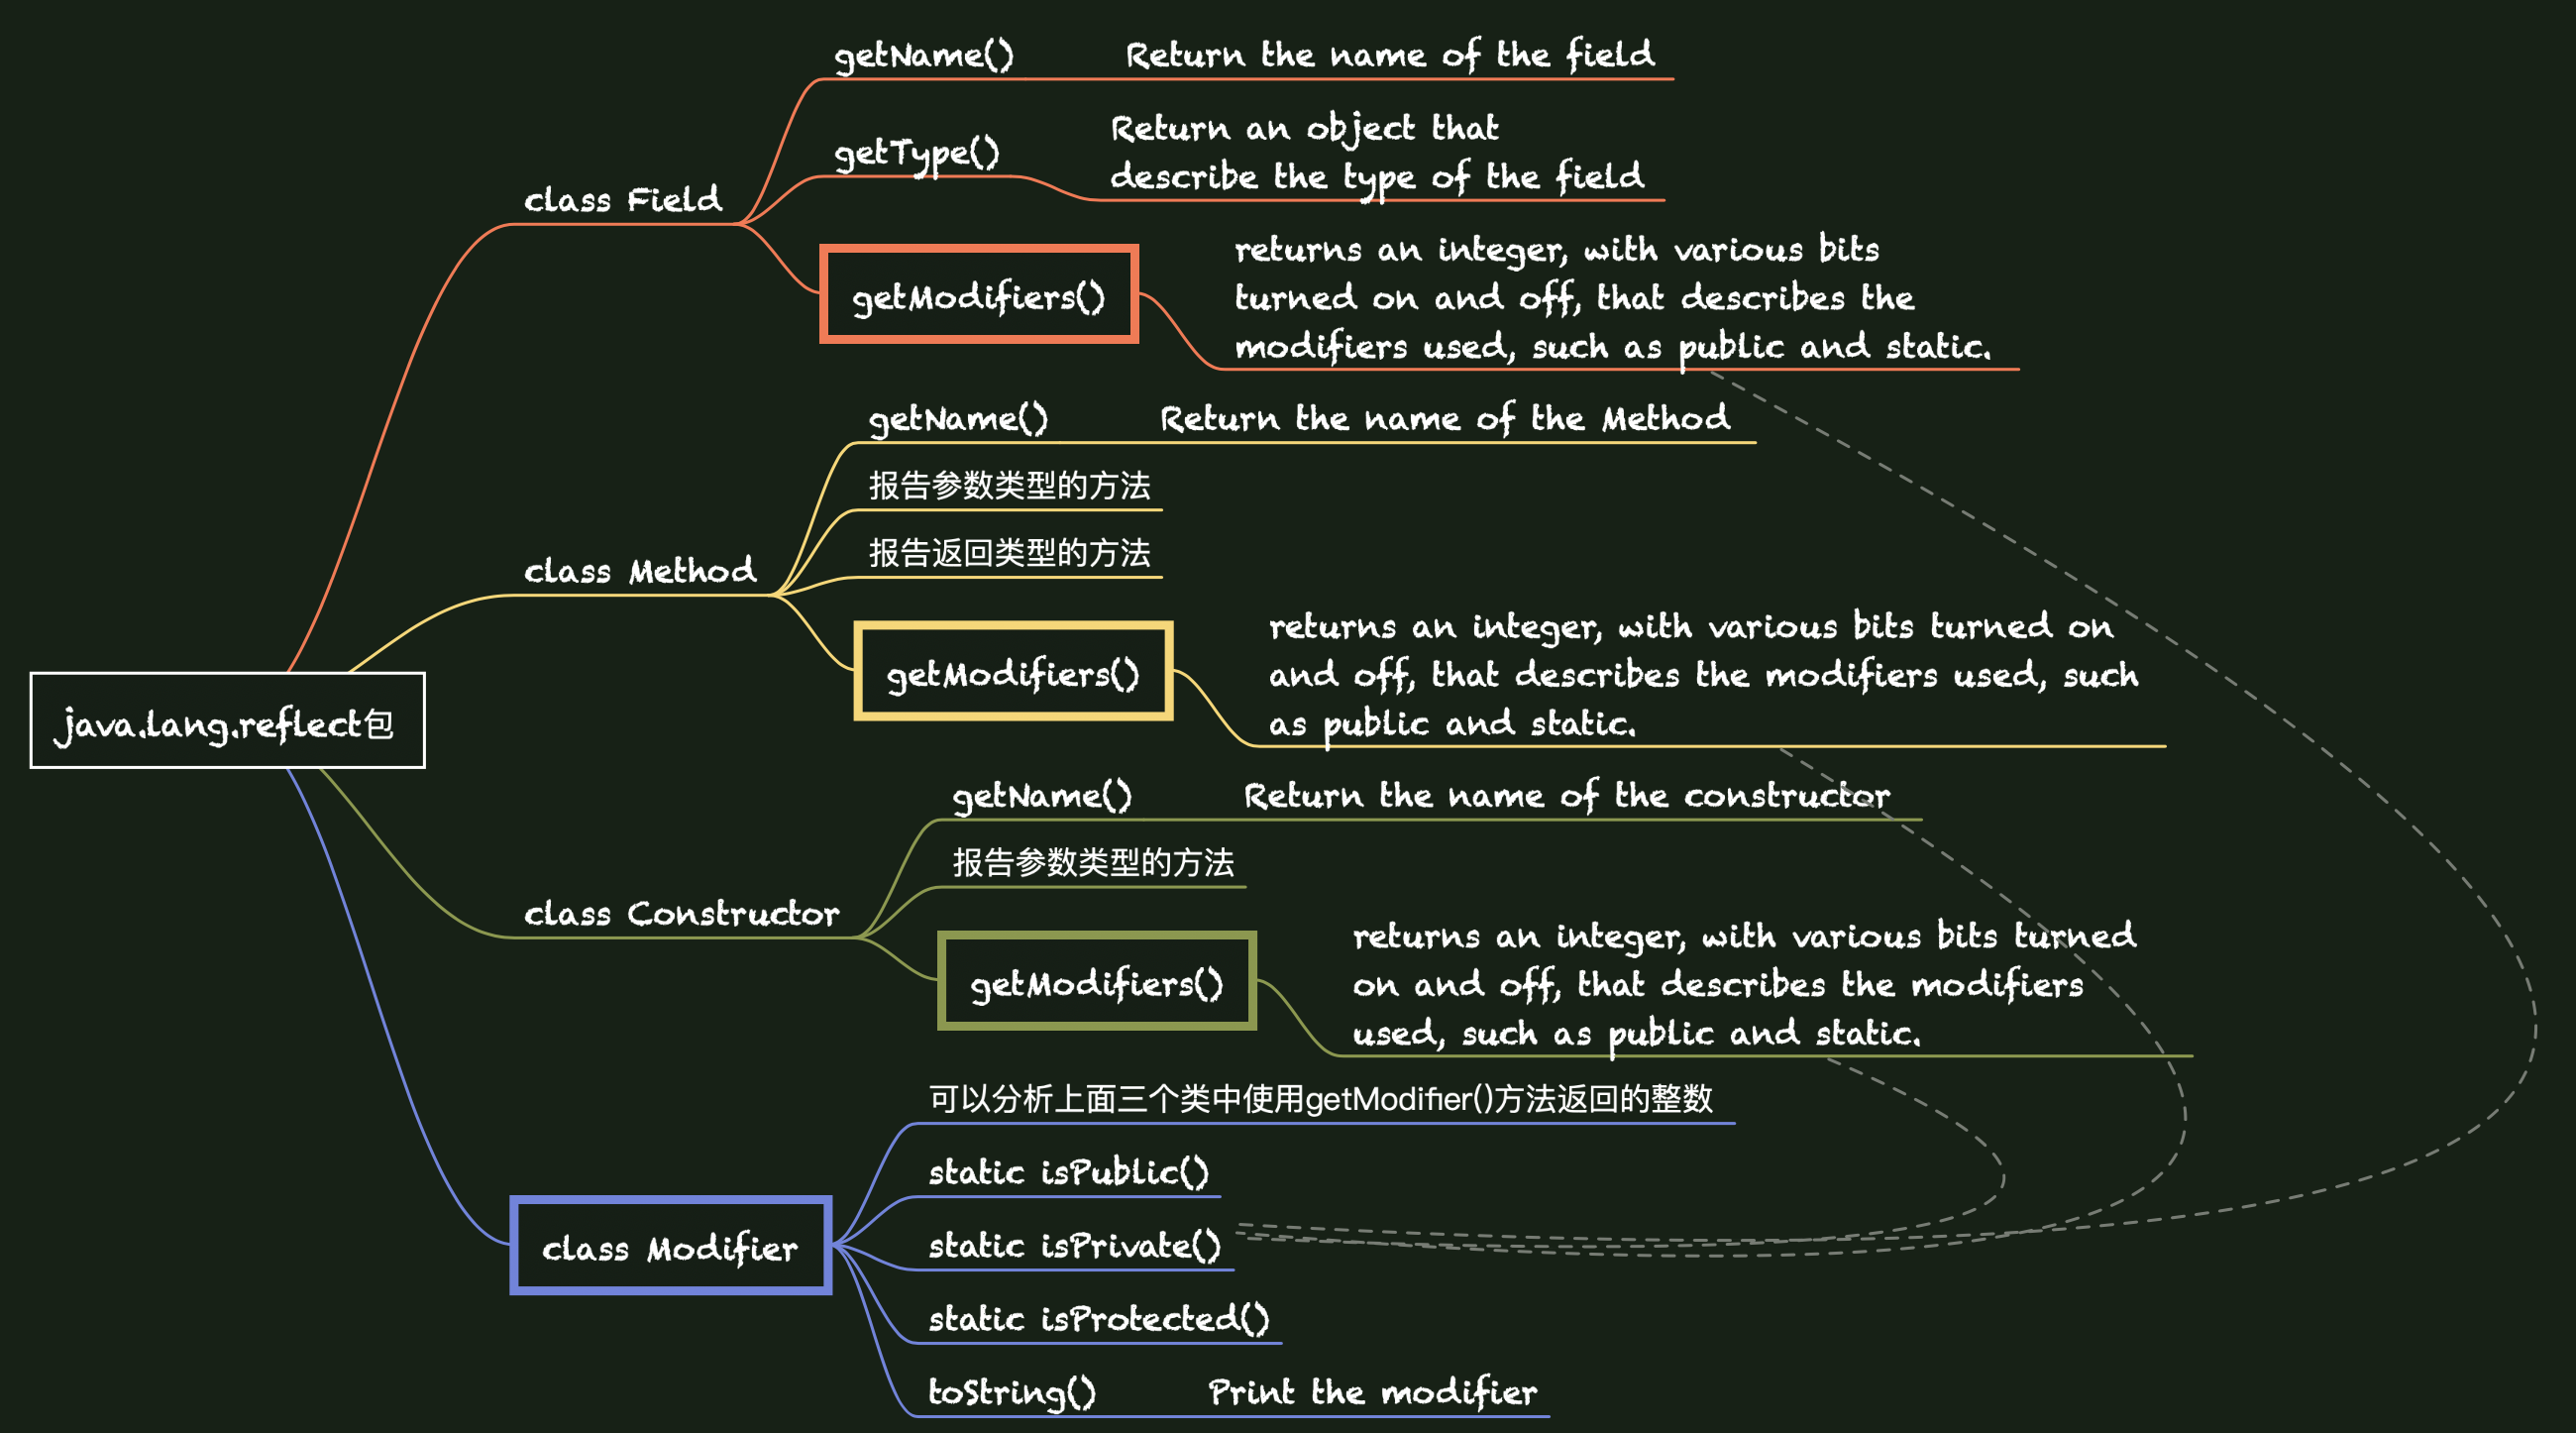 getName() Return the name of the field
getType()
Return an object that
describe the type of the field
class Field
getModifiers()
returns an integer, with various bits
turned on and off, that describes the
modifiers used, such as public and static.
getName() Return the name of the Method
报告参数类型的方法
报告返回类型的方法
class Method
getModifiers()
returns an integer, with various bits turned on
and off, that describes the modifiers used, such
as public and static.
java.lang.reflect包
getName() Return the name of the constructor
报告参数类型的方法
class Constructor
getModifiers()
returns an integer, with various bits turned
on and off, that describes the modifiers
used, such as public and static.
可以分析上面三个类中使用getModifier()方法返回的整数
static isPublic()
class Modifier
static isPrivate()
static isProtected()
toString() Print the modifier